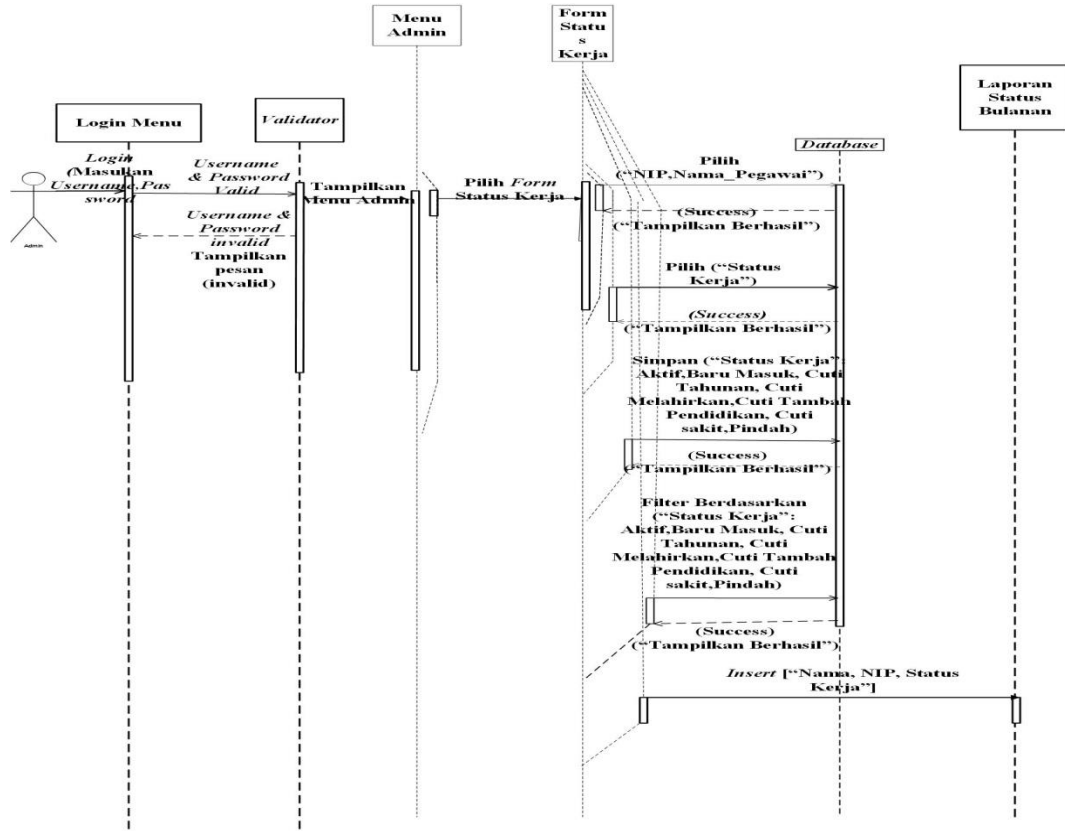 Menu
Admin
Form
Statu
s
Kerja
Laporan
Status
Bulanan
Login Menu
Validator
Database
Login
(Masukan
Username,Pas
sword
Admin
Username
& Password
Valid
Username &
Password
invalid
Tampilkan
pesan
(invalid)
Tampilkan
Menu Admin
Pilih Form
Status Kerja
Pilih
(“NIP,Nama_Pegawai”)
(Success)
(“Tampilkan Berhasil”)
Pilih (“Status
Kerja”)
(Success)
(“Tampilkan Berhasil”)
Simpan (“Status Kerja”:
Aktif,Baru Masuk, Cuti
Tahunan, Cuti
Melahirkan,Cuti Tambah
Pendidikan, Cuti
sakit,Pindah)
(Success)
(“Tampilkan Berhasil”)
Filter Berdasarkan
(“Status Kerja”:
Aktif,Baru Masuk, Cuti
Tahunan, Cuti
Melahirkan,Cuti Tambah
Pendidikan, Cuti
sakit,Pindah)
(Success)
(“Tampilkan Berhasil”)
Insert [“Nama, NIP, Status
Kerja”]